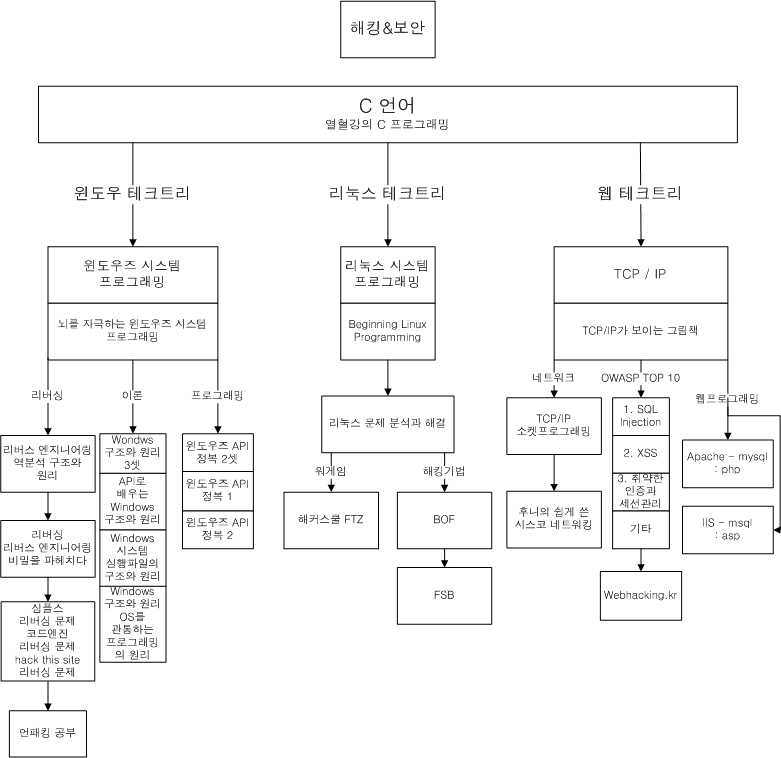 해킹&보안
C 언어
열혈강의 C 프로그래밍
윈도우 테크트리
리눅스 테크트리
웹 테크트리
윈도우즈 시스템
프로그래밍
뇌를 자극하는 윈도우즈 시스템
프로그래밍
리눅스 시스템
프로그래밍
Beginning Linux
Programming
TCP / IP
TCP/IP가 보이는 그림책
리버싱
이론
프로그래밍
리버스 엔지니어링
역분석 구조와
원리
리버싱
리버스 엔지니어링
비밀을 파헤치다
심플스
리버싱 문제
코드엔진
리버싱 문제
hack this site
리버싱 문제
언패킹 공부
Wondws
구조와 원리
3셋
API로
배우는
Windows
구조와 원리
Windows
시스템
실행파일의
구조와 원리
Windows
구조와 원리
OS를
관통하는
프로그래밍
의 원리
윈도우즈 API
정복 2셋
윈도우즈 API
정복 1
윈도우즈 API
정복 2
리눅스 문제 분석과 해결
워게임
해킹기법
해커스쿨 FTZ
BOF
FSB
네트워크
OWASP TOP 10
웹프로그래밍
TCP/IP
소켓프로그래밍
후니의 쉽게 쓴
시스코 네트워킹
1. SQL
Injection
2. XSS
3. 취약한
인증과
세션관리
기타
Webhacking.kr
Apache – mysql
: php
IIS – msql
: asp